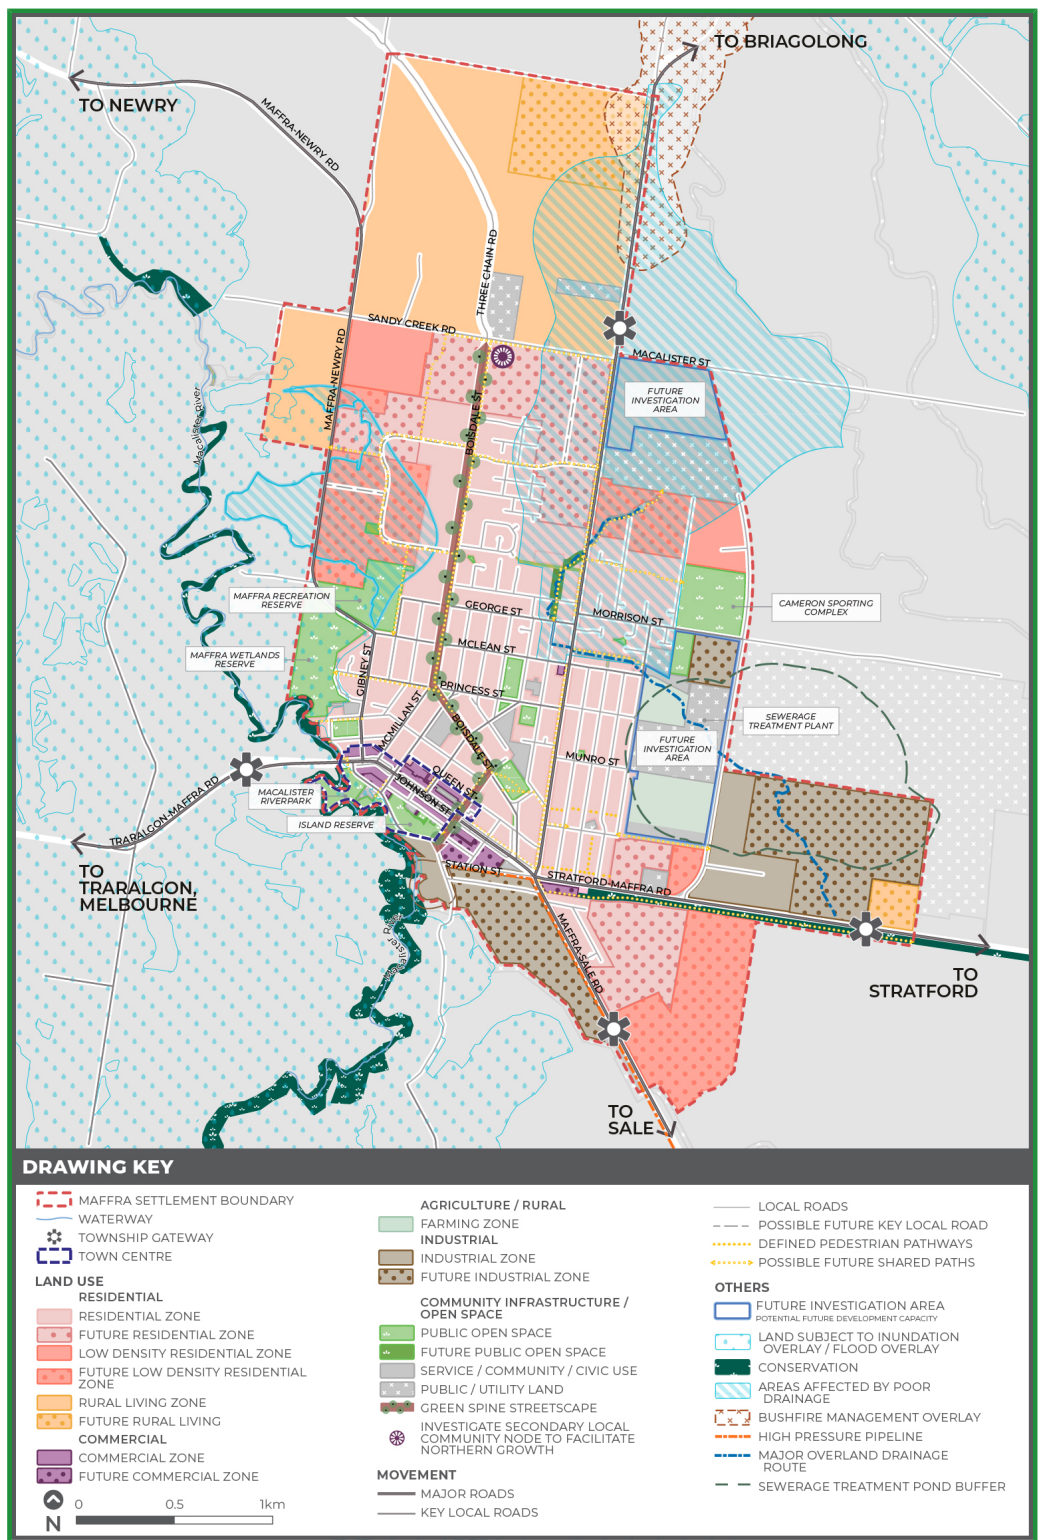 TO BRIAGOLONG
TO NEWRY
MAFFRA-NEWRY RD
THREE CHAIN RD
SANDY CREEK RD
MACALISTER ST
MAFFRA-NEWRY RD
FUTURE
INVESTIGATION
AREA
Macalister River
BOISDALE ST
MAFFRA RECREATION
RESERVE
GEORGE ST
MORRISON ST
CAMERON SPORTING
COMPLEX
MCLEAN ST
MAFFRA WETLANDS
RESERVE
GIBNEY ST
PRINCESS ST
MCMILLAN ST
BOISDALE ST
SEWERAGE
TREATMENT PLANT
FUTURE
INVESTIGATION
AREA
MUNRO ST
QUEEN ST
JOHNSON ST
MACALISTER
RIVERPARK
TRARALGON-MAFFRA RD
ISLAND RESERVE
STATION ST
TO
TRARALGON,
MELBOURNE
STRATFORD-MAFFRA RD
MAFFRA-SALE RD
Macalister River
TO
STRATFORD
TO
SALE
DRAWING KEY
MAFFRA SETTLEMENT BOUNDARY
WATERWAY
TOWNSHIP GATEWAY
TOWN CENTRE
LAND USE
RESIDENTIAL
RESIDENTIAL ZONE
FUTURE RESIDENTIAL ZONE
LOW DENSITY RESIDENTIAL ZONE
FUTURE LOW DENSITY RESIDENTIAL
ZONE
RURAL LIVING ZONE
FUTURE RURAL LIVING
COMMERCIAL
COMMERCIAL ZONE
FUTURE COMMERCIAL ZONE
0 0.5 1km
N
AGRICULTURE / RURAL
FARMING ZONE
INDUSTRIAL
INDUSTRIAL ZONE
FUTURE INDUSTRIAL ZONE
COMMUNITY INFRASTRUCTURE /
OPEN SPACE
PUBLIC OPEN SPACE
FUTURE PUBLIC OPEN SPACE
SERVICE / COMMUNITY / CIVIC USE
PUBLIC / UTILITY LAND
GREEN SPINE STREETSCAPE
INVESTIGATE SECONDARY LOCAL
COMMUNITY NODE TO FACILITATE
NORTHERN GROWTH
MOVEMENT
MAJOR ROADS
KEY LOCAL ROADS
LOCAL ROADS
POSSIBLE FUTURE KEY LOCAL ROAD
DEFINED PEDESTRIAN PATHWAYS
POSSIBLE FUTURE SHARED PATHS
OTHERS
FUTURE INVESTIGATION AREA
POTENTIAL FUTURE DEVELOPMENT CAPACITY
LAND SUBJECT TO INUNDATION
OVERLAY / FLOOD OVERLAY
CONSERVATION
AREAS AFFECTED BY POOR
DRAINAGE
BUSHFIRE MANAGEMENT OVERLAY
HIGH PRESSURE PIPELINE
MAJOR OVERLAND DRAINAGE
ROUTE
SEWERAGE TREATMENT POND BUFFER